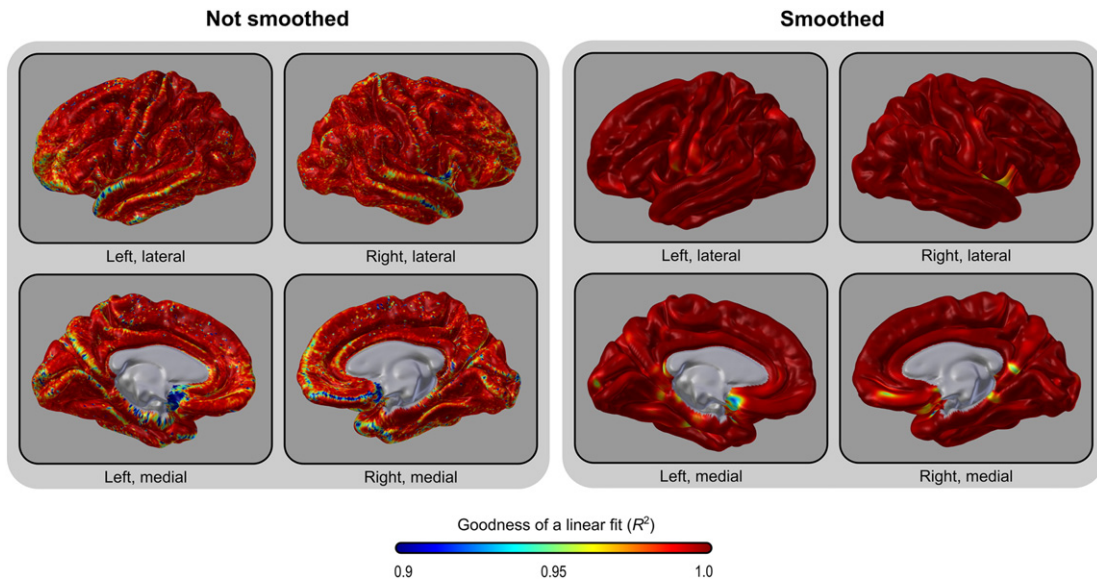 Not smoothed
Smoothed
Left, lateral
Right, lateral
Left, lateral
Right, lateral
Left, medial
Right, medial
Left, medial
Right, medial
Goodness of a linear fit (R²)
0.9
0.95
1.0